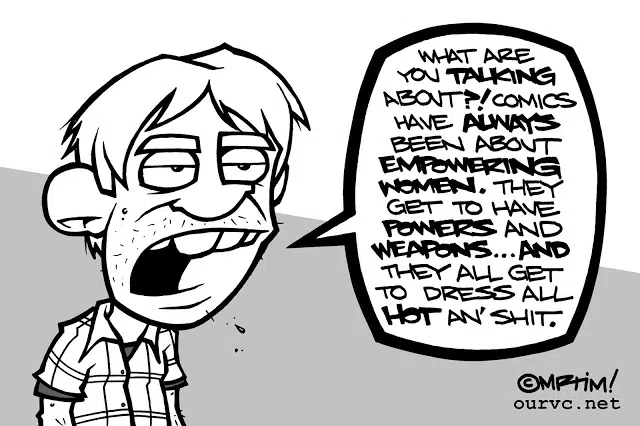 WHAT ARE
YOU TALKING
ABOUT?! COMICS
HAVE ALWAYS
BEEN ABOUT
EMPOWERING
WOMEN. THEY
GET TO HAVE
POWERS AND
WEAPONS...AND
THEY ALL GET
TO DRESS ALL
HOT AN' SHIT.
©MRTIM!
ourvc.net